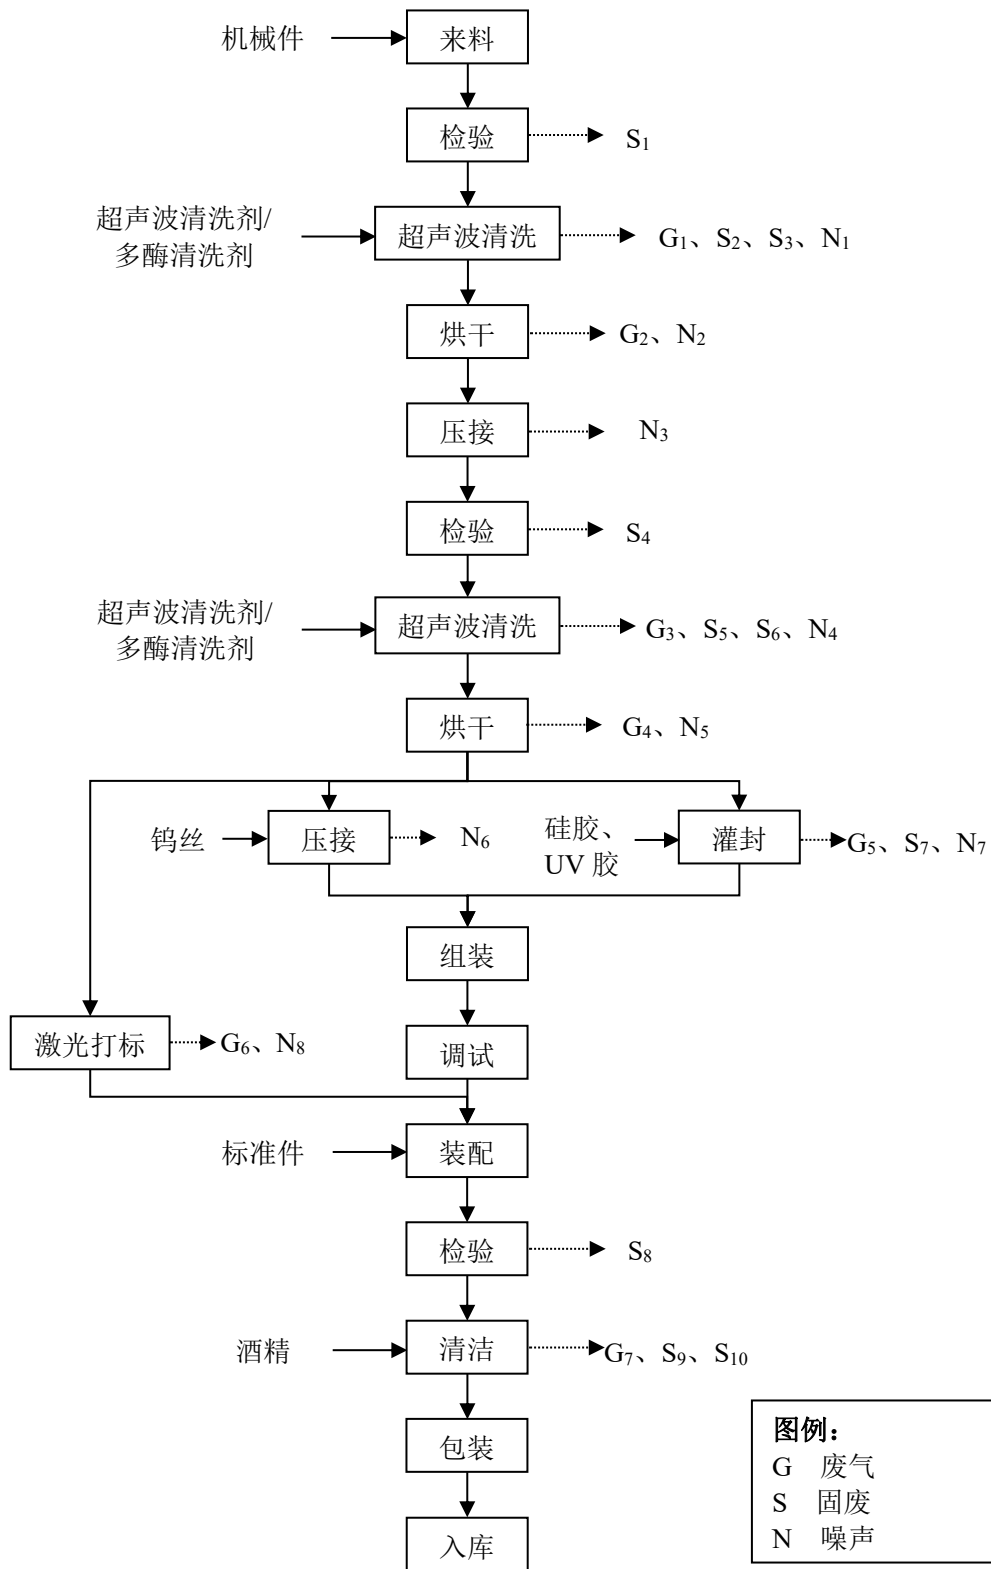 机械件
来料
检验
S₁
超声波清洗剂/
多酶清洗剂
超声波清洗
G₁、S₂、S₃、N₁
烘干
G₂、N₂
压接
N₃
检验
S₄
超声波清洗剂/
多酶清洗剂
超声波清洗
G₃、S₅、S₆、N₄
烘干
G₄、N₅
钨丝
压接
N₆
硅胶、
UV 胶
灌封
G₅、S₇、N₇
组装
激光打标
G₆、N₈
调试
标准件
装配
检验
S₈
酒精
清洁
G₇、S₉、S₁₀
包装
入库
图例：
G 废气
S 固废
N 噪声